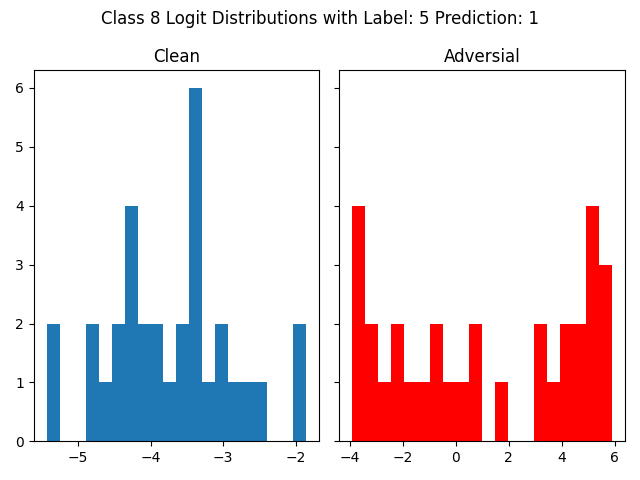 Class 8 Logit Distributions with Label: 5 Prediction: 1
Clean
Adversial
6
5
4
3
2
1
0
−5 −4 −3 −2
−4 −2 0 2 4 6